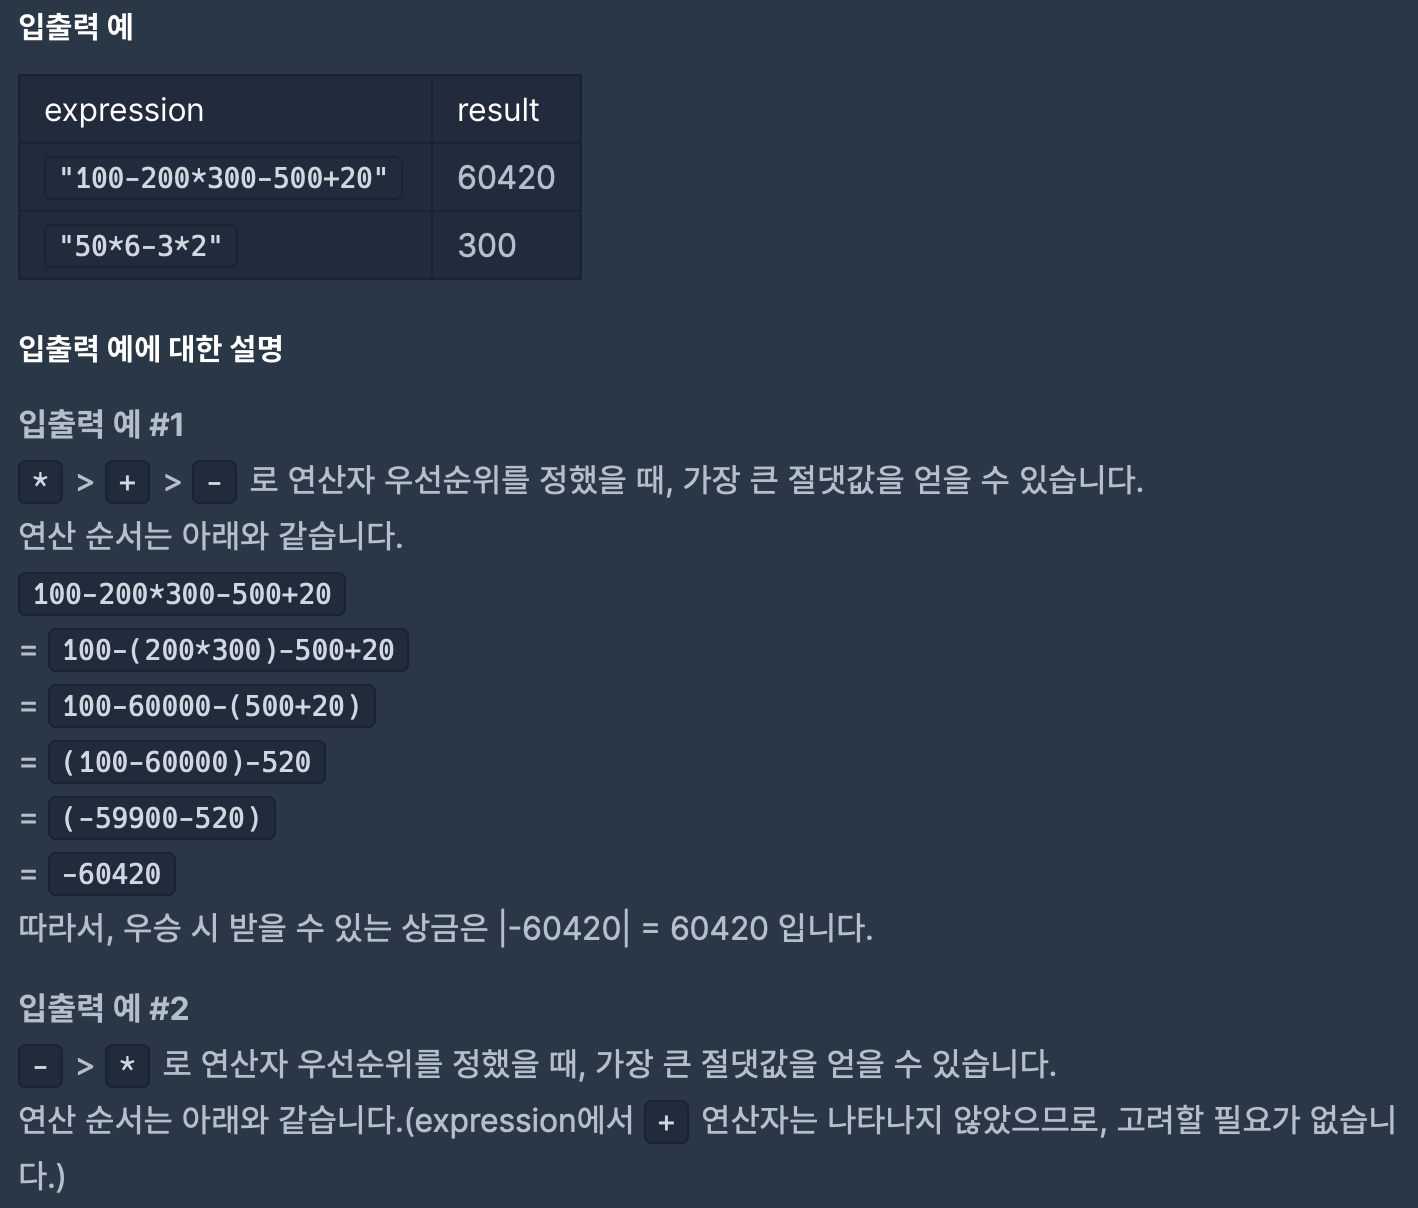 입출력 예
expression result
"100-200*300-500+20" 60420
"50*6-3*2" 300
입출력 예에 대한 설명
입출력 예 #1
* > + > - 로 연산자 우선순위를 정했을 때, 가장 큰 절댓값을 얻을 수 있습니다.
연산 순서는 아래와 같습니다.
100-200*300-500+20
= 100-(200*300)-500+20
= 100-60000-(500+20)
= (100-60000)-520
= (-59900-520)
= -60420
따라서, 우승 시 받을 수 있는 상금은 |-60420| = 60420 입니다.
입출력 예 #2
- > * 로 연산자 우선순위를 정했을 때, 가장 큰 절댓값을 얻을 수 있습니다.
연산 순서는 아래와 같습니다.(expression에서 + 연산자는 나타나지 않았으므로, 고려할 필요가 없습니
다.)